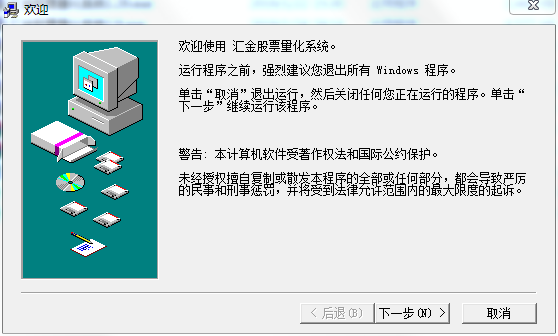 欢迎
欢迎使用 汇金股票量化系统。
运行程序之前，强烈建议您退出所有 Windows 程序。
单击“取消”退出运行，然后关闭任何您正在运行的程序。单击“
下一步”继续运行该程序。
警告: 本计算机软件受著作权法和国际公约保护。
未经授权擅自复制或散发本程序的全部或任何部分，都会导致严厉
的民事和刑事惩罚，并将受到法律允许范围内的最大限度的起诉。
< 后退(B)
下一步(N) >
取消